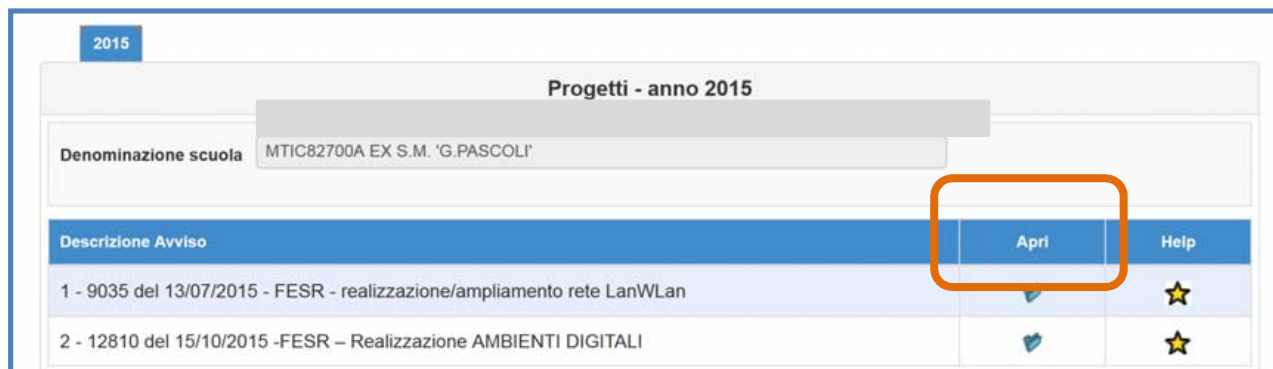 2015
Progetti - anno 2015
Denominazione scuola MTIC82700A EX S.M. 'G.PASCOLI'
Descrizione Avviso Apri Help
1 - 9035 del 13/07/2015 - FESR - realizzazione/ampliamento rete LanWLan
2 - 12810 del 15/10/2015 -FESR – Realizzazione AMBIENTI DIGITALI